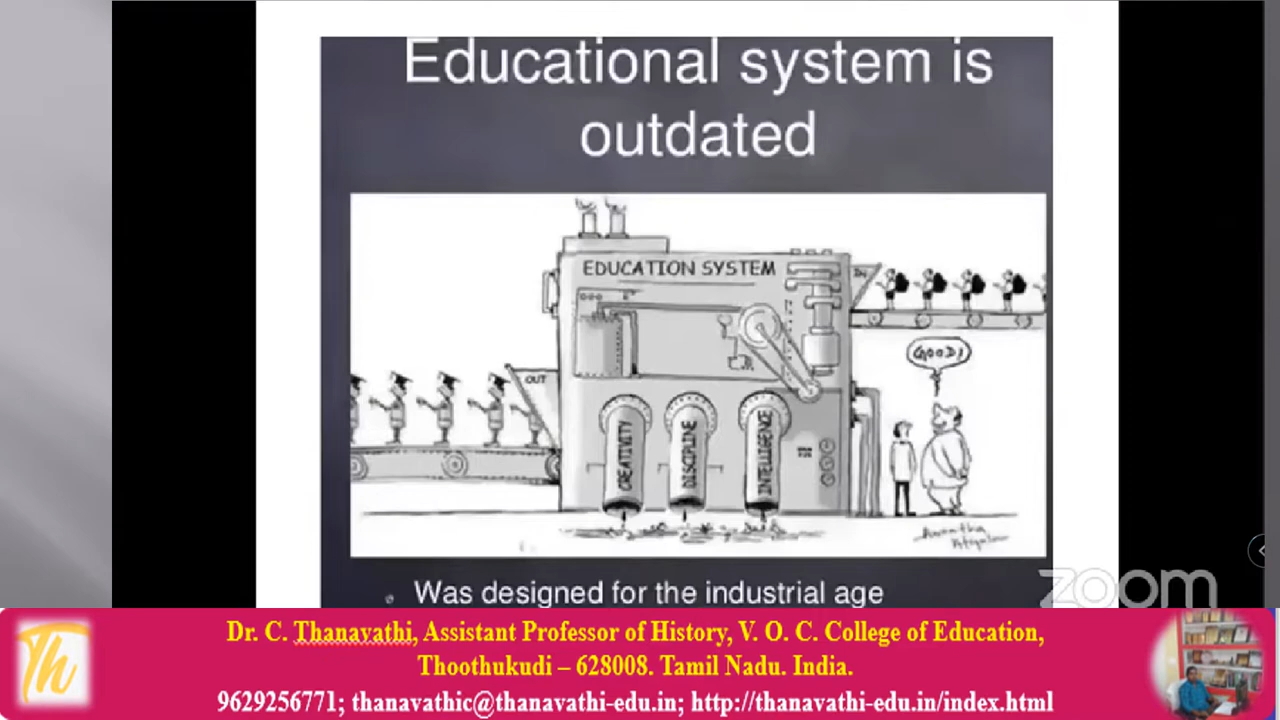 Educational system is
outdated
EDUCATION SYSTEM
IN
GOOD!
OUT
CREATIVITY
DISCIPLINE
INTELLIGENCE
Was designed for the industrial age
zoom
Th
Dr. C. Thanavathi, Assistant Professor of History, V. O. C. College of Education,
Thoothukudi – 628008. Tamil Nadu. India.
9629256771; thanavathic@thanavathi-edu.in; http://thanavathi-edu.in/index.html